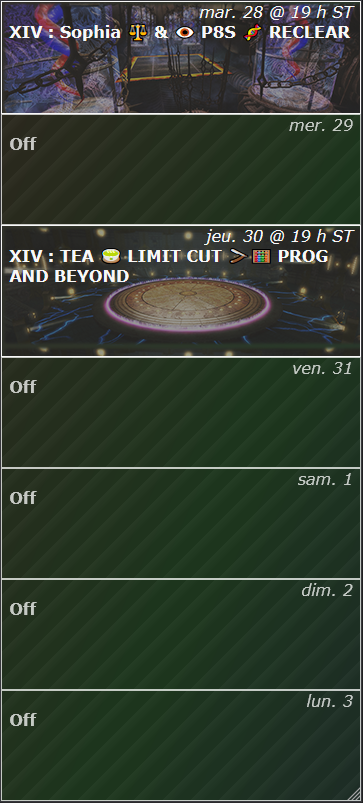 mar. 28 @ 19 h ST
XIV : Sophia ⚖️ & 👁️ P8S 🌶️ RECLEAR
mer. 29
Off
jeu. 30 @ 19 h ST
XIV : TEA 🍵 LIMIT CUT 🪃🧮 PROG
AND BEYOND
ven. 31
Off
sam. 1
Off
dim. 2
Off
lun. 3
Off